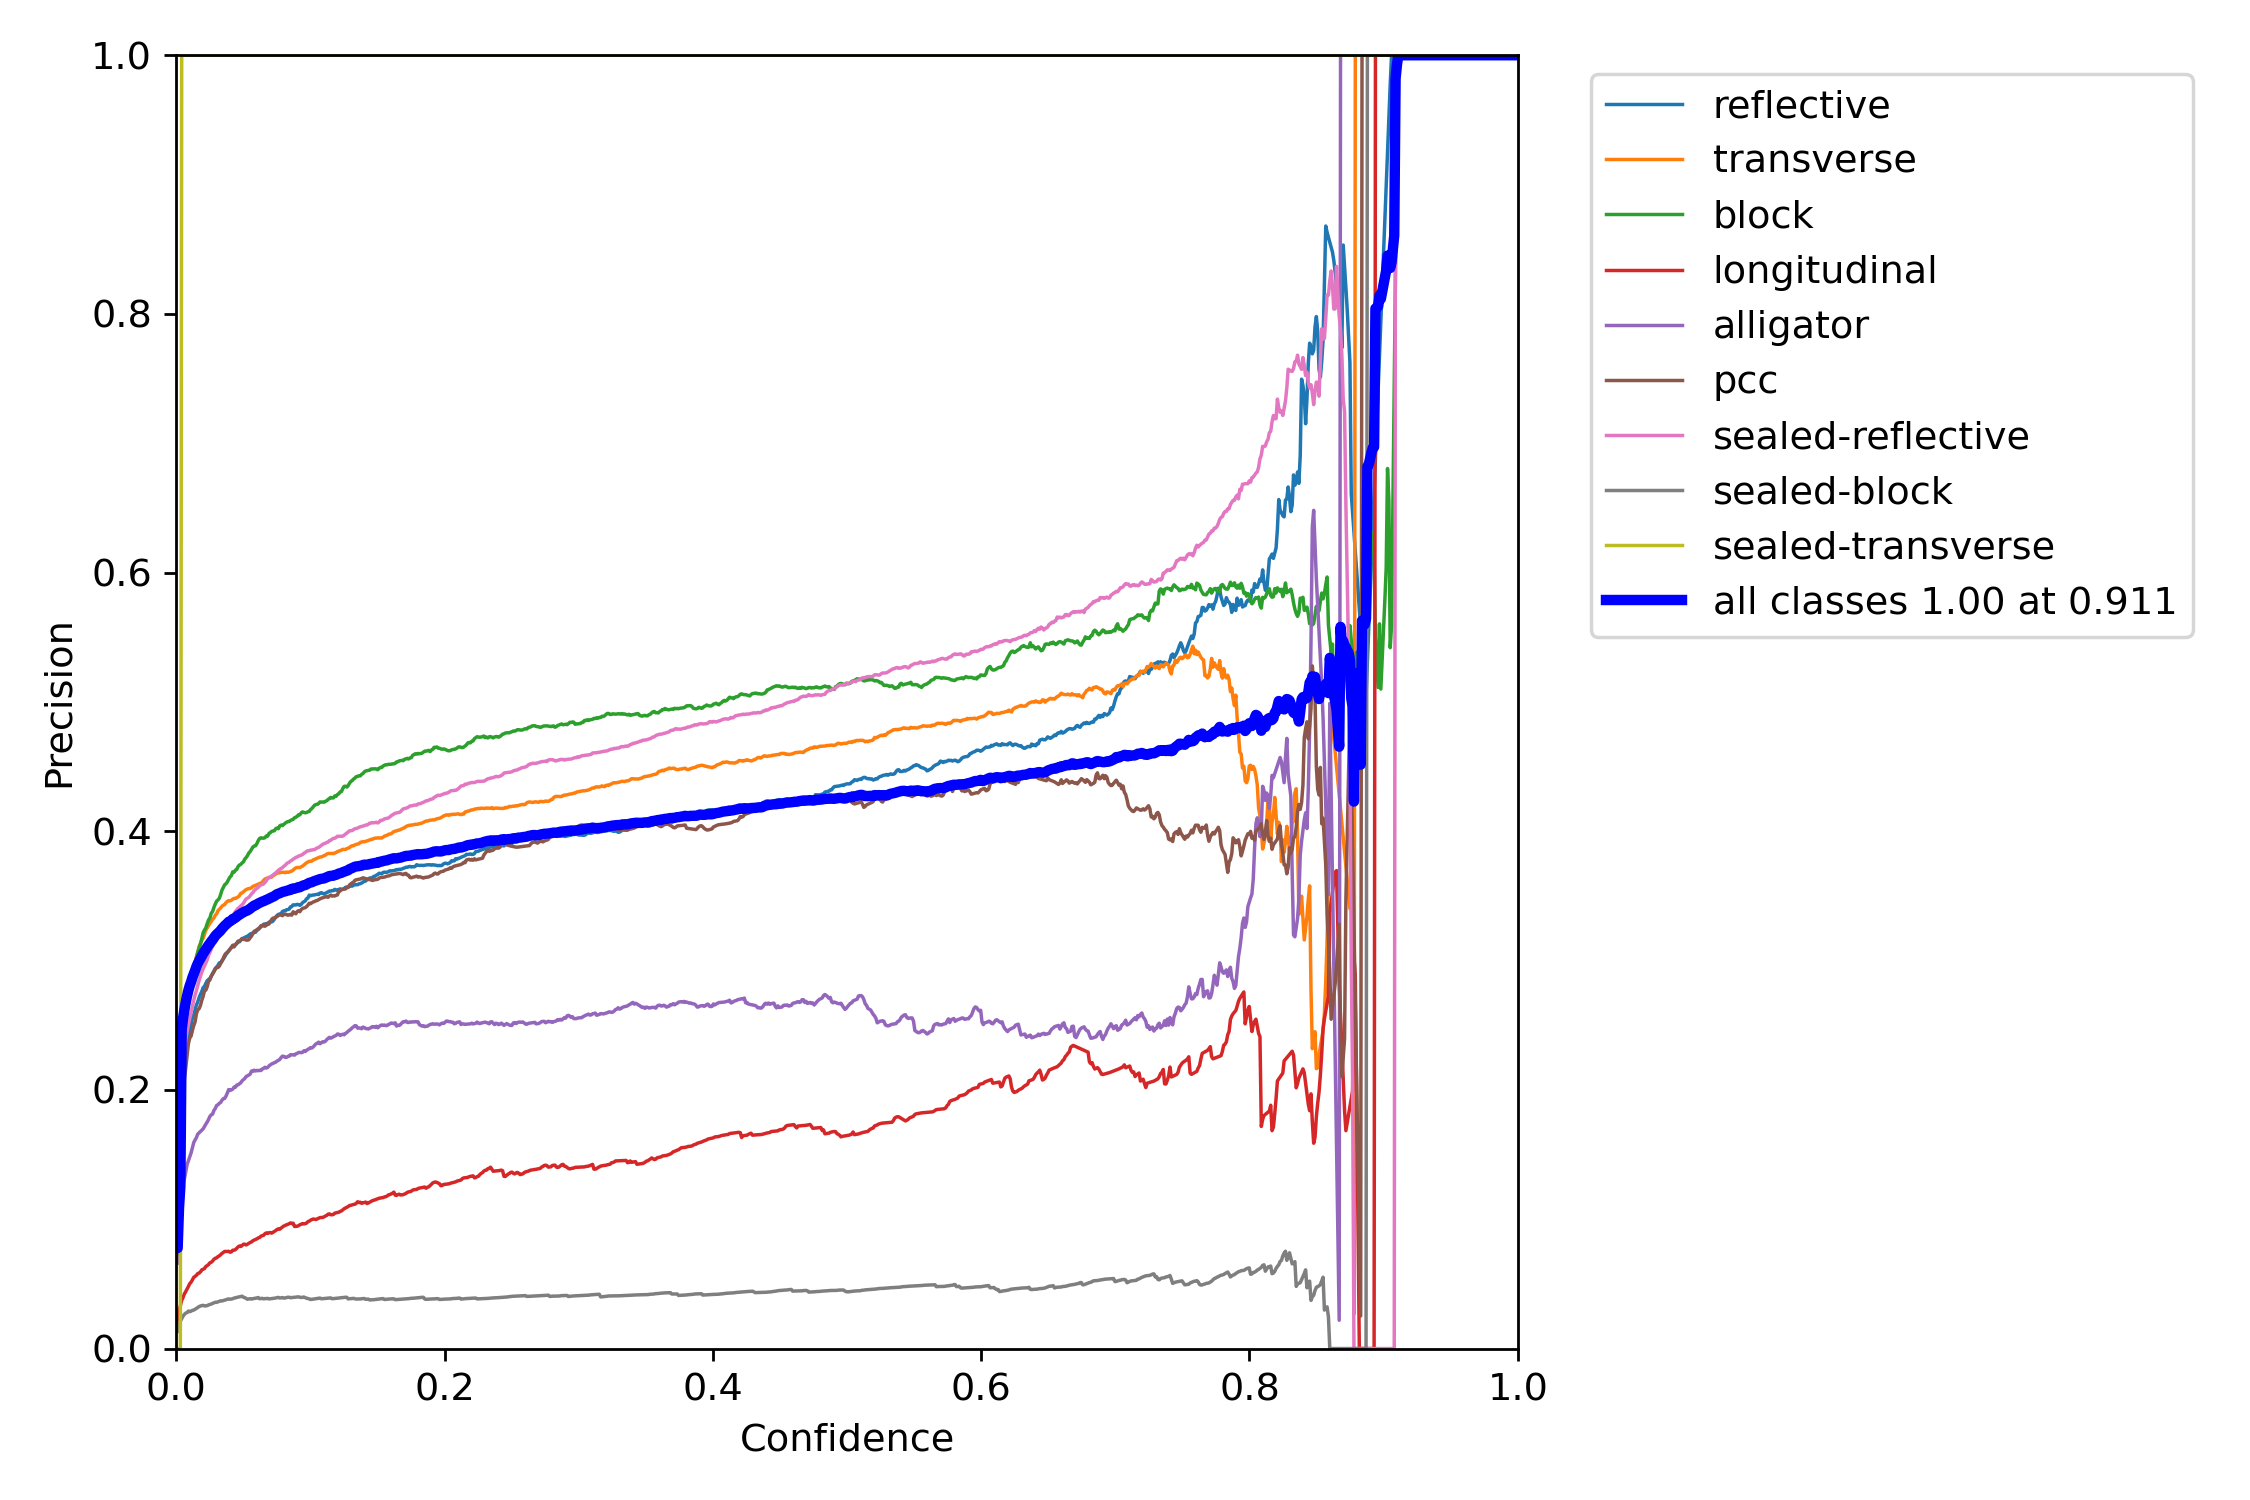 1.0
0.8
0.6
0.4
0.2
0.0
Precision
0.0 0.2 0.4 0.6 0.8 1.0
Confidence
reflective
transverse
block
longitudinal
alligator
pcc
sealed-reflective
sealed-block
sealed-transverse
all classes 1.00 at 0.911